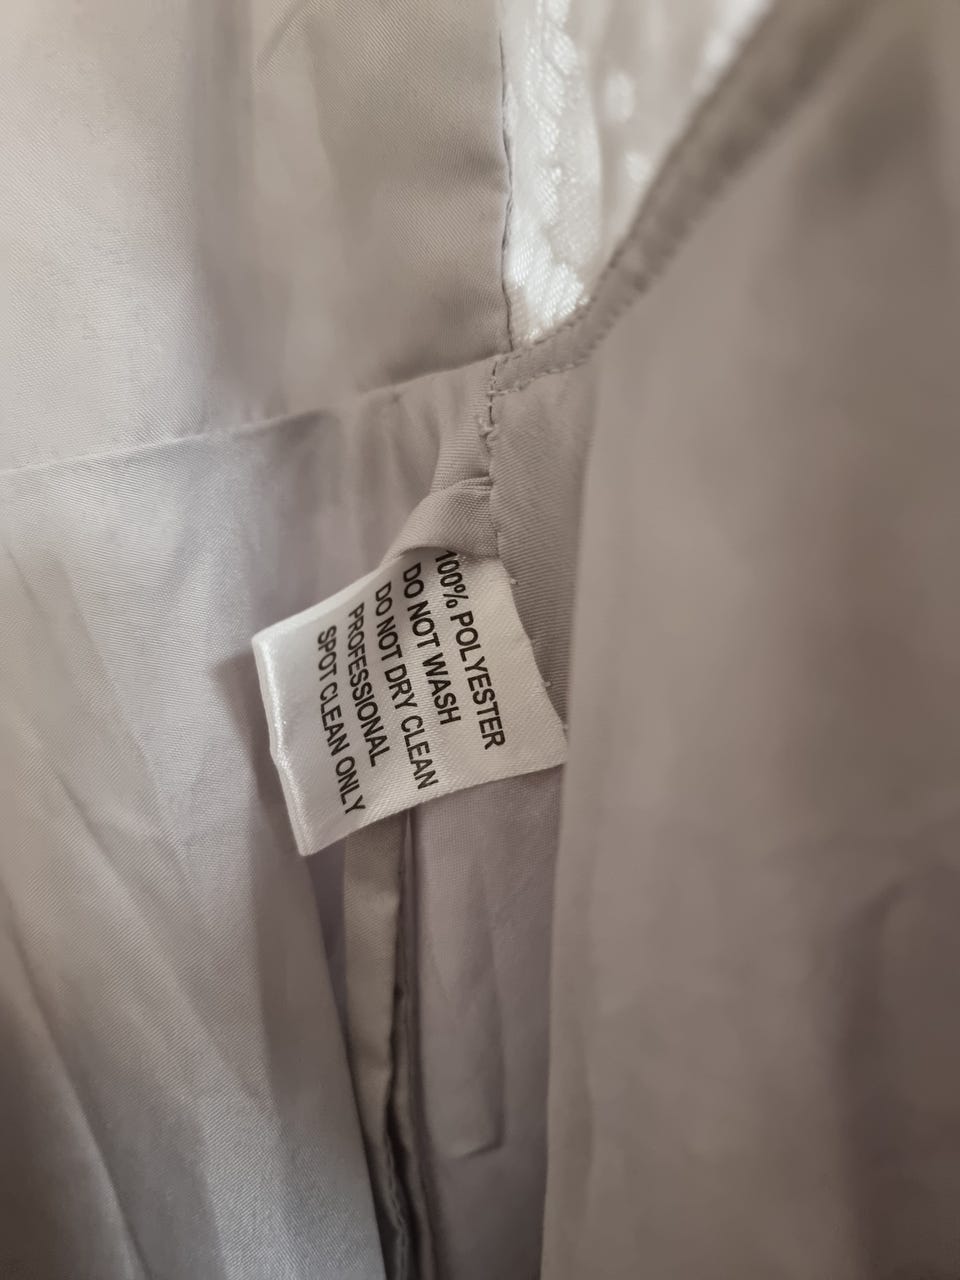 100% POLYESTER
DO NOT WASH
DO NOT DRY CLEAN
PROFESSIONAL
SPOT CLEAN ONLY